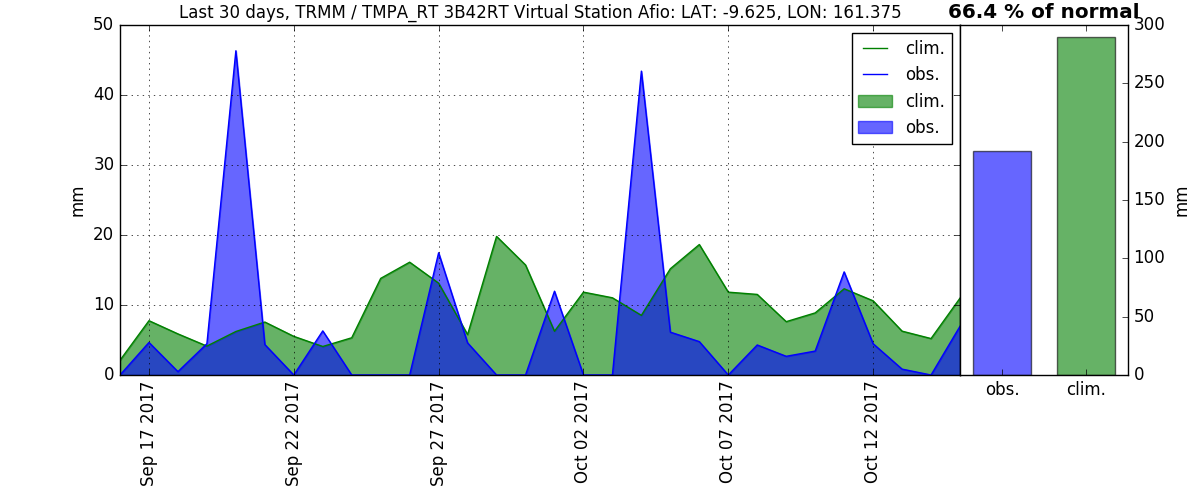 Last 30 days, TRMM / TMPA_RT 3B42RT Virtual Station Afio: LAT: -9.625, LON: 161.375
66.4 % of normal
50
40
30
20
10
0
mm
clim.
obs.
clim.
obs.
300
250
200
150
100
50
0
mm
obs.
clim.
Sep 17 2017
Sep 22 2017
Sep 27 2017
Oct 02 2017
Oct 07 2017
Oct 12 2017